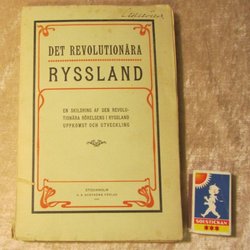 DET REVOLUTIONÄRA
RYSSLAND
EN SKILDRING AF DEN REVOLU-
TIONÄRA RÖRELSENS I RYSSLAND
UPPKOMST OCH UTVECKLING
STOCKHOLM
SOLSTICKAN